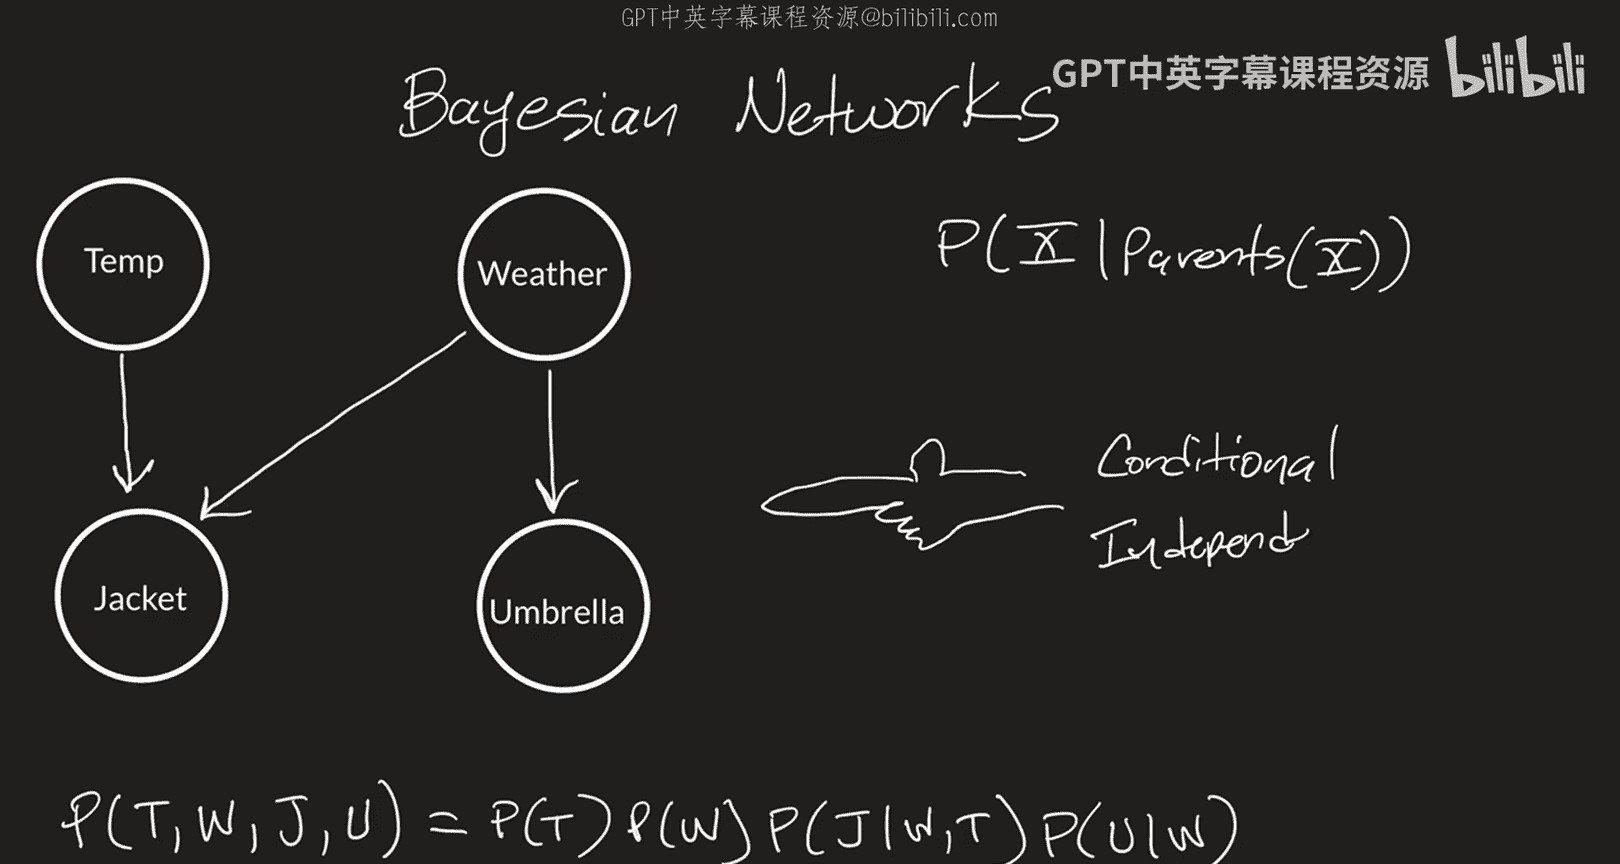 GPT中英字幕课程资源@bilibili.com
GPT中英字幕课程资源 bilibili
Bayesian Networks
Temp
Weather
P(X|Parents(X))
Conditional
Independ
Jacket
Umbrella
P(T,W,J,U) = P(T)P(W)P(J|W,T)P(U|W)